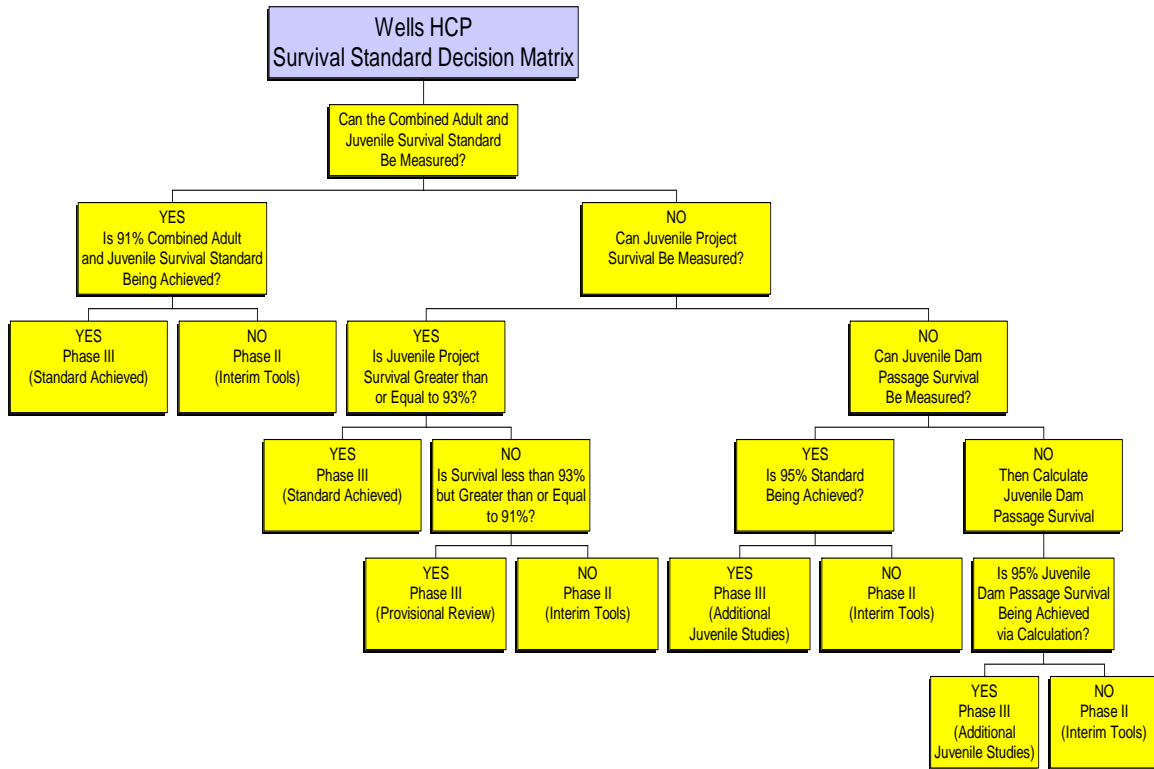 Wells HCP
Survival Standard Decision Matrix
Can the Combined Adult and
Juvenile Survival Standard
Be Measured?
YES
Is 91% Combined Adult
and Juvenile Survival Standard
Being Achieved?
NO
Can Juvenile Project
Survival Be Measured?
YES
Phase III
(Standard Achieved)
NO
Phase II
(Interim Tools)
YES
Is Juvenile Project
Survival Greater than
or Equal to 93%?
NO
Can Juvenile Dam
Passage Survival
Be Measured?
YES
Phase III
(Standard Achieved)
NO
Is Survival less than 93%
but Greater than or Equal
to 91%?
YES
Is 95% Standard
Being Achieved?
NO
Then Calculate
Juvenile Dam
Passage Survival
YES
Phase III
(Provisional Review)
NO
Phase II
(Interim Tools)
YES
Phase III
(Additional
Juvenile Studies)
NO
Phase II
(Interim Tools)
Is 95% Juvenile
Dam Passage Survival
Being Achieved
via Calculation?
YES
Phase III
(Additional
Juvenile Studies)
NO
Phase II
(Interim Tools)